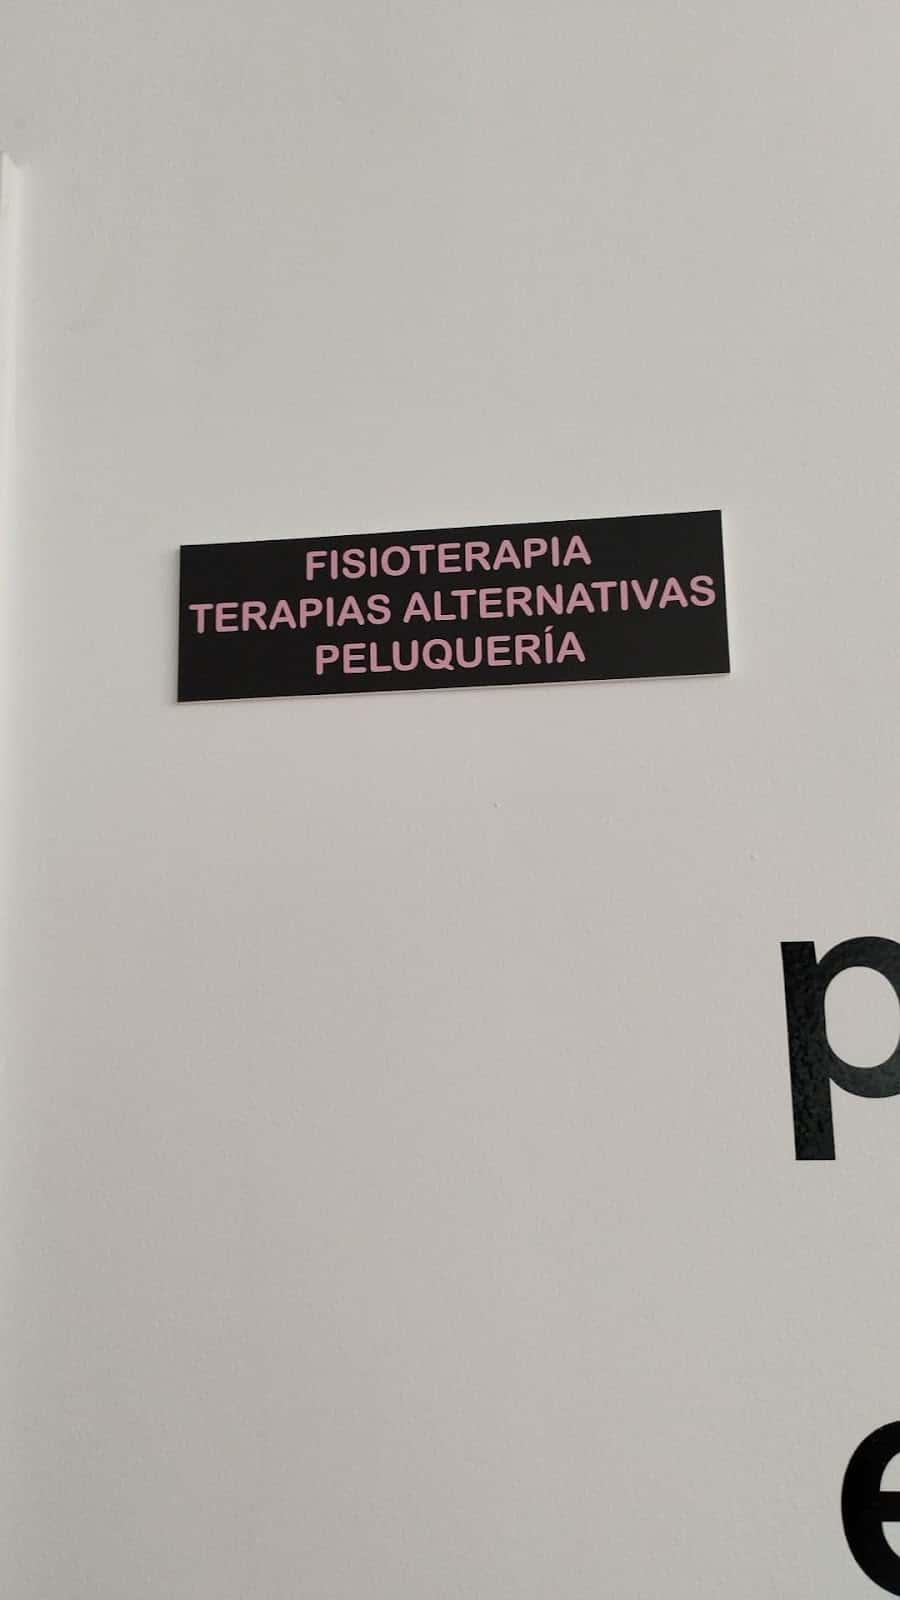 FISIOTERAPIA
TERAPIAS ALTERNATIVAS
PELUQUERÍA
p
e